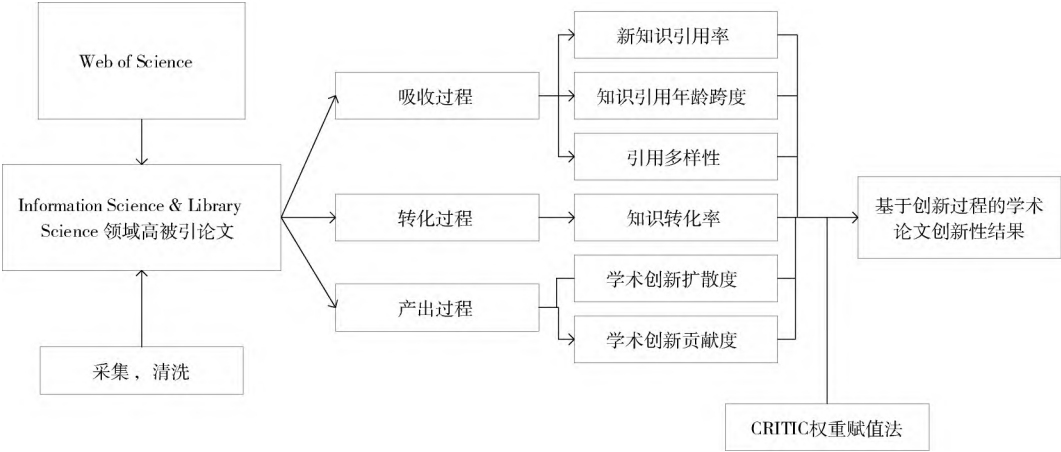 Web of Science
Information Science & Library
Science 领域高被引论文
采集，清洗
吸收过程
转化过程
产出过程
新知识引用率
知识引用年龄跨度
引用多样性
知识转化率
学术创新扩散度
学术创新贡献度
基于创新过程的学术
论文创新性结果
CRITIC权重赋值法